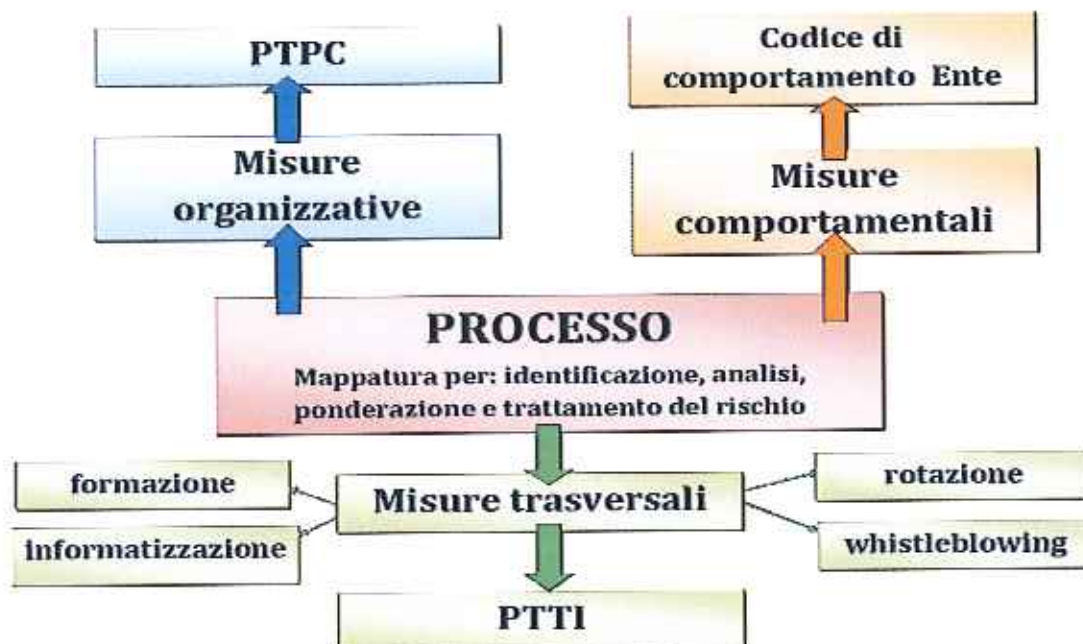 PTPC
Codice di
comportamento Ente
Misure
organizzative
Misure
comportamentali
PROCESSO
Mappatura per: identificazione, analisi,
ponderazione e trattamento del rischio
formazione
Misure trasversali
rotazione
informatizzazione
whistleblowing
PTTI